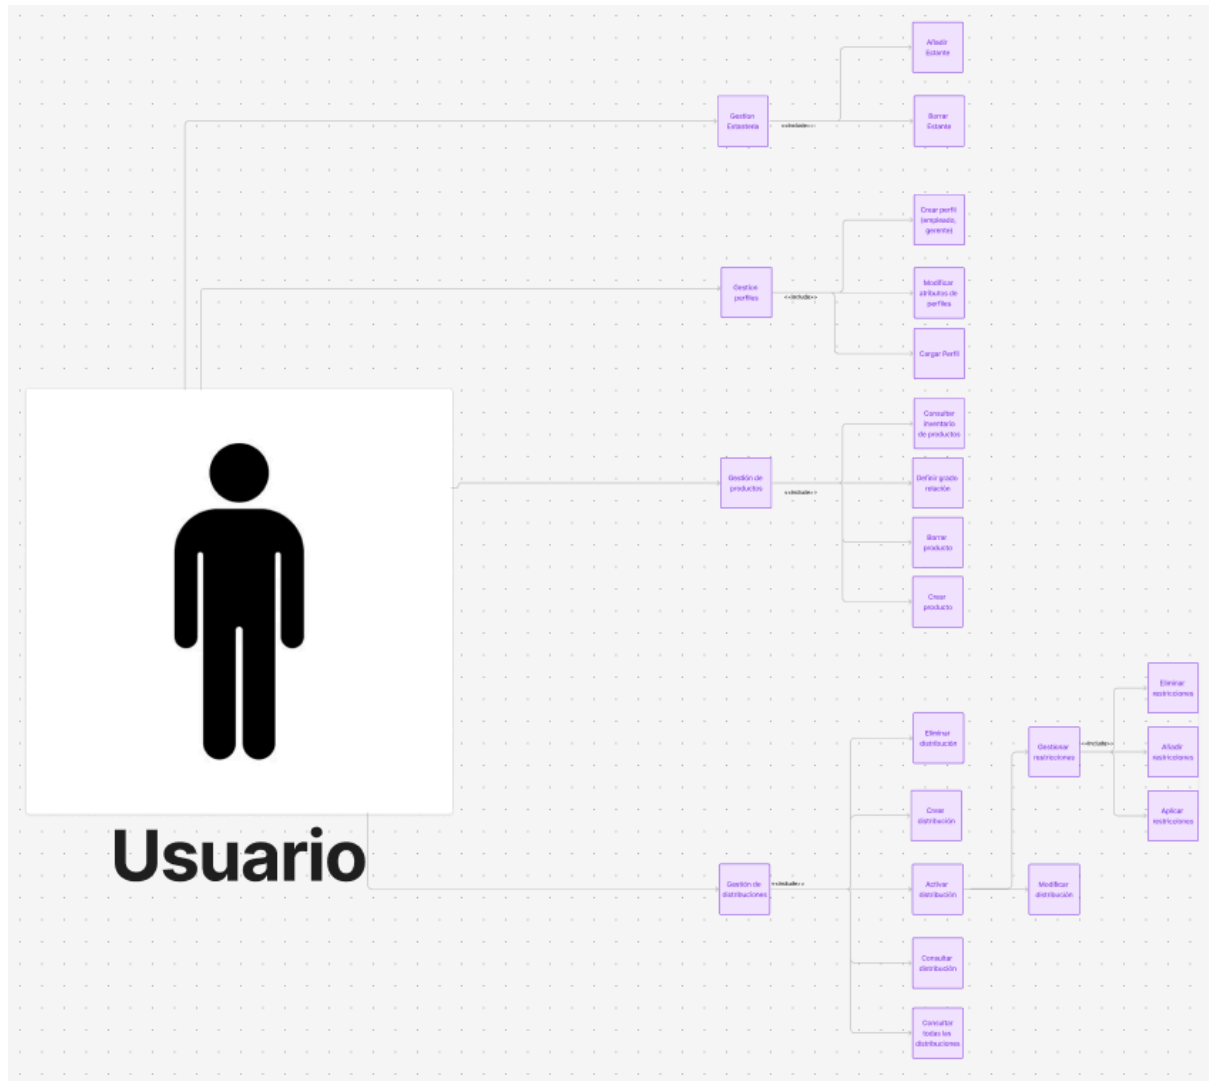 Añadir
Estante
Gestion
Estanteria
<<include>>
Borrar
Estante
Crear perfil
(empleado,
gerente)
Gestion
perfiles
<<include>>
Modificar
atributos de
perfiles
Cargar Perfil
Consulter
inventario
de productos
Gestión de
productos
<<include>>
Definir grado
relación
Borrar
producto
Crear
producto
Eliminar
restricciones
Eliminar
distribución
Gestionar
restricciones
<<include>>
Añadir
restricciones
Crear
distribución
Aplicar
restricciones
Usuario
Gestión de
distribuciones
<<include>>
Activar
distribución
Modificar
distribución
Consultar
distribución
Consultar
todas las
distribuciones